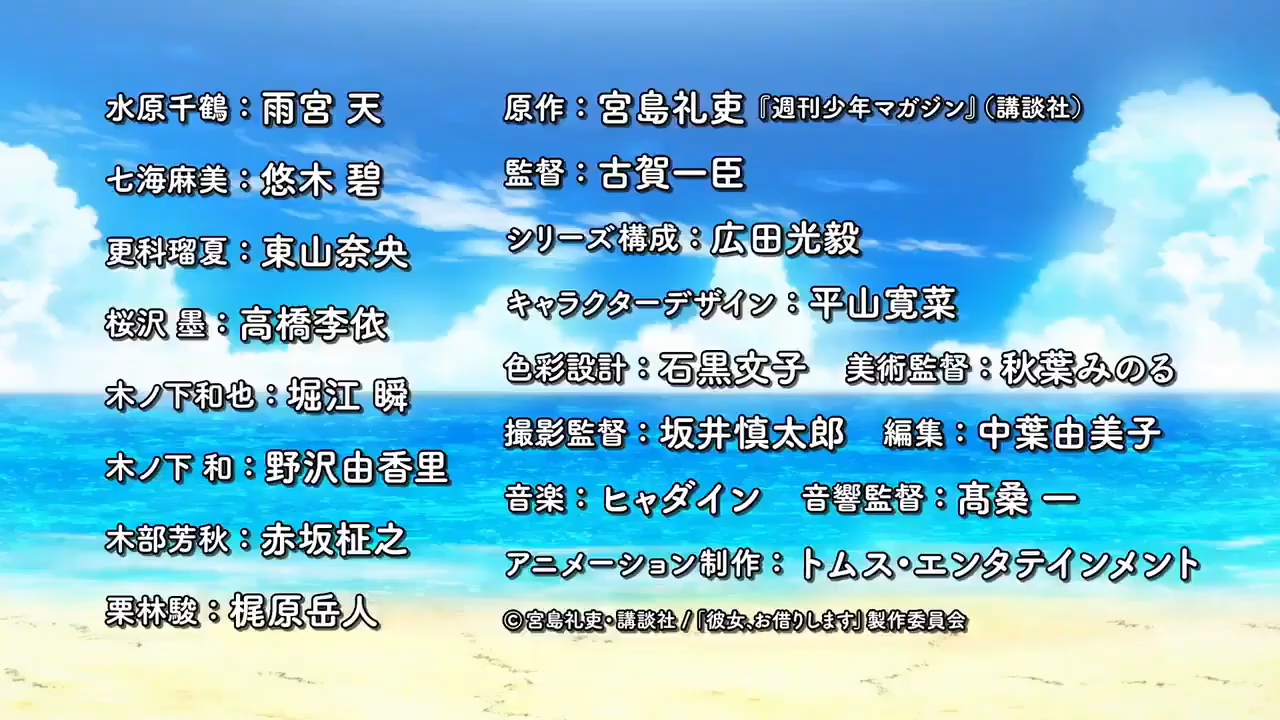 水原千鶴：雨宮 天
七海麻美：悠木 碧
更科瑠夏：東山奈央
桜沢 墨：高橋李依
木ノ下和也：堀江 瞬
木ノ下 和：野沢由香里
木部芳秋：赤坂柾之
栗林駿：梶原岳人
原作：宮島礼吏『週刊少年マガジン』（講談社）
監督：古賀一臣
シリーズ構成：広田光毅
キャラクターデザイン：平山寛菜
色彩設計：石黒文子　美術監督：秋葉みのる
撮影監督：坂井慎太郎　編集：中葉由美子
音楽：ヒャダイン　音響監督：髙桑 一
アニメーション制作：トムス・エンタテインメント
© 宮島礼吏・講談社 /「彼女、お借りします」製作委員会